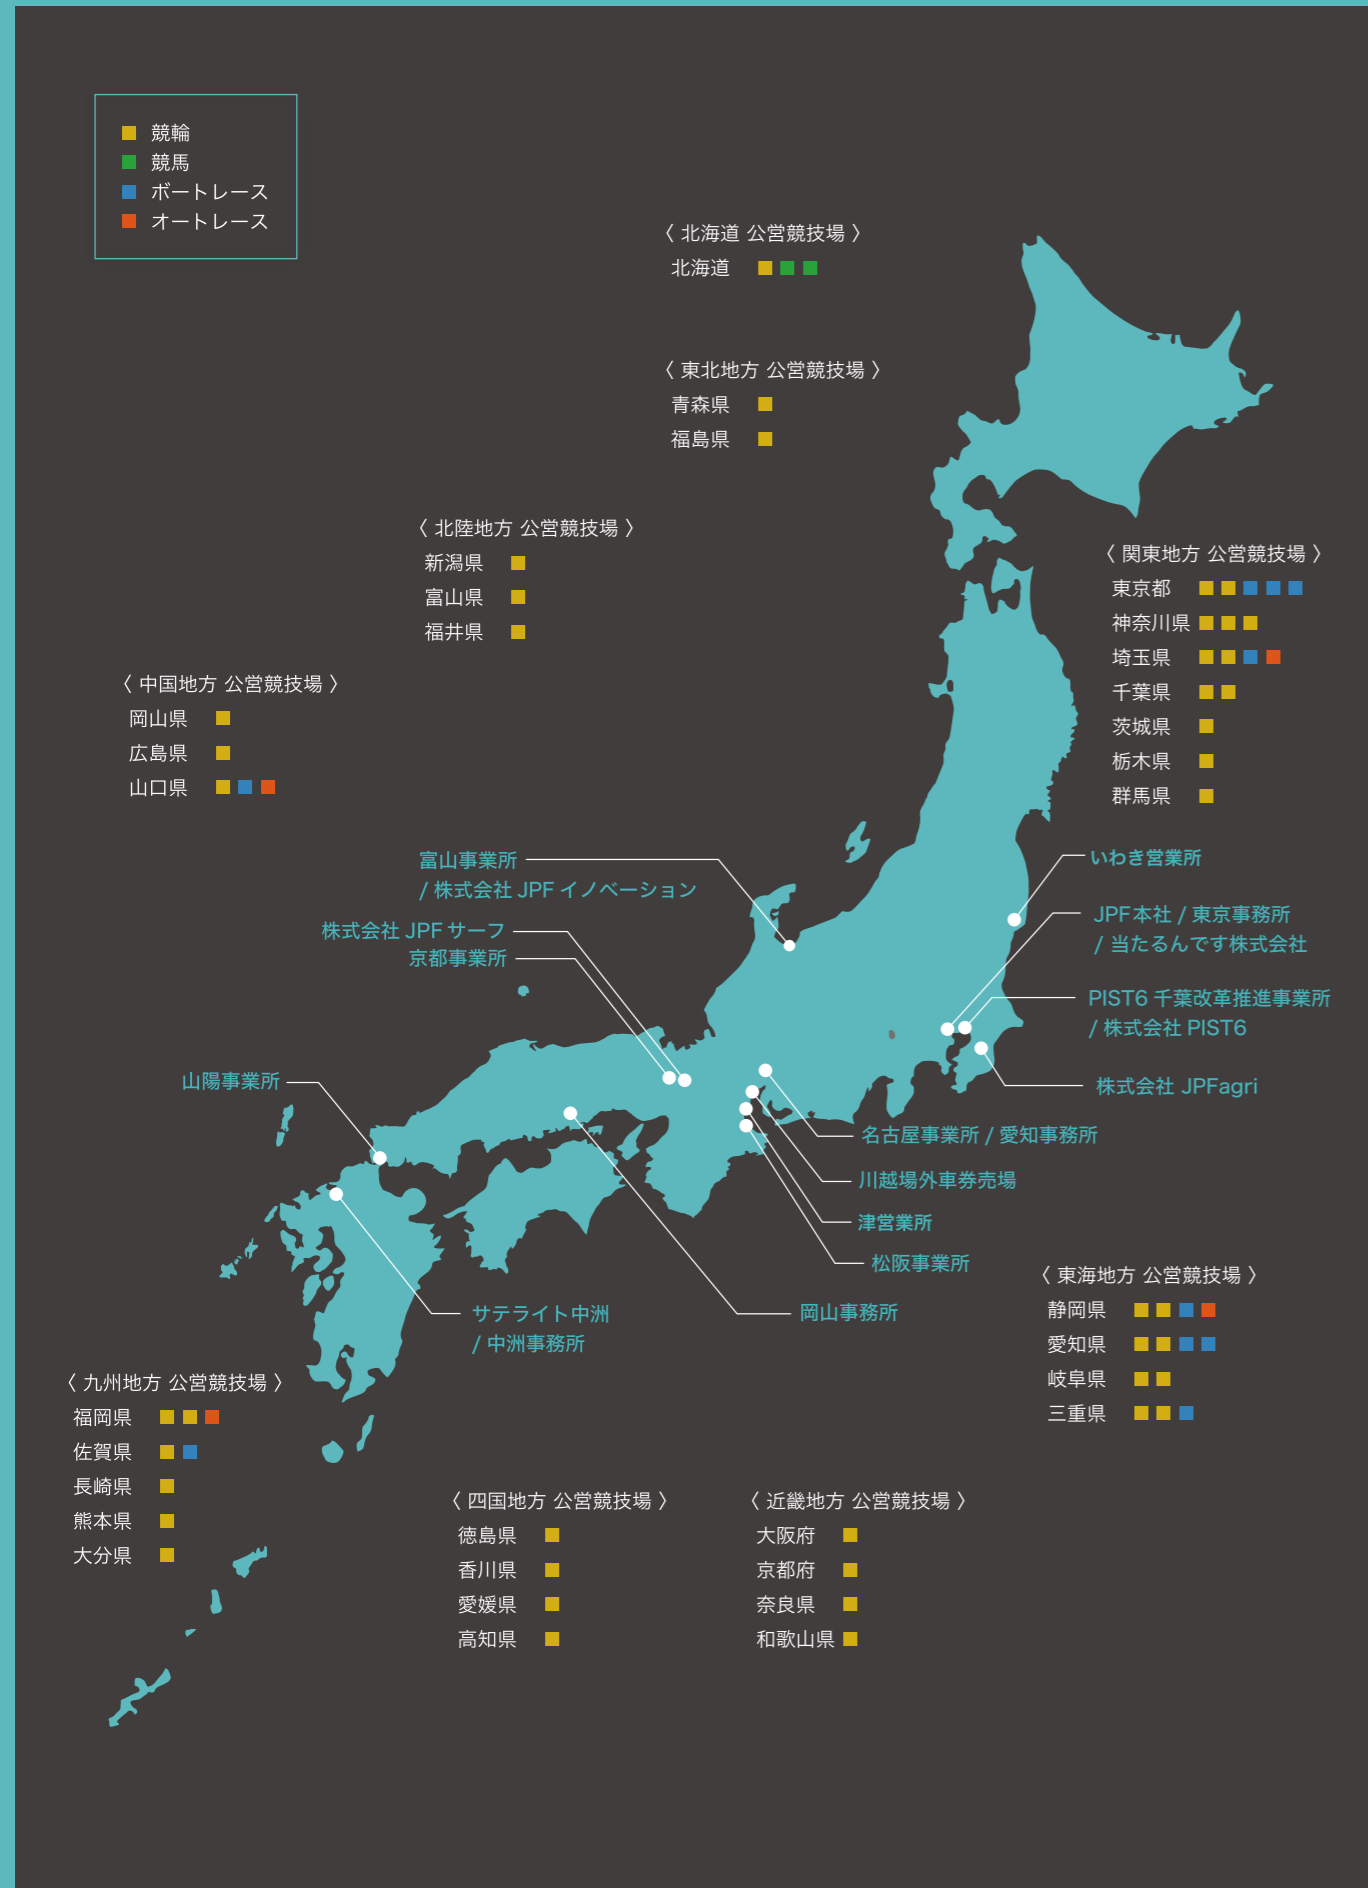 競輪
競馬
ボートレース
オートレース
〈 北海道 公営競技場 〉
北海道
〈 東北地方 公営競技場 〉
青森県
福島県
〈 北陸地方 公営競技場 〉
新潟県
富山県
福井県
〈 関東地方 公営競技場 〉
東京都
神奈川県
埼玉県
千葉県
茨城県
栃木県
群馬県
〈 中国地方 公営競技場 〉
岡山県
広島県
山口県
富山事業所
/ 株式会社 JPF イノベーション
株式会社 JPF サーフ
京都事業所
山陽事業所
いわき営業所
JPF本社 / 東京事務所
/ 当たるんです株式会社
PIST6 千葉改革推進事業所
/ 株式会社 PIST6
株式会社 JPFagri
名古屋事業所 / 愛知事務所
川越場外車券売場
津営業所
松阪事業所
岡山事務所
サテライト中洲
/ 中洲事務所
〈 東海地方 公営競技場 〉
静岡県
愛知県
岐阜県
三重県
〈 九州地方 公営競技場 〉
福岡県
佐賀県
長崎県
熊本県
大分県
〈 四国地方 公営競技場 〉
徳島県
香川県
愛媛県
高知県
〈 近畿地方 公営競技場 〉
大阪府
京都府
奈良県
和歌山県